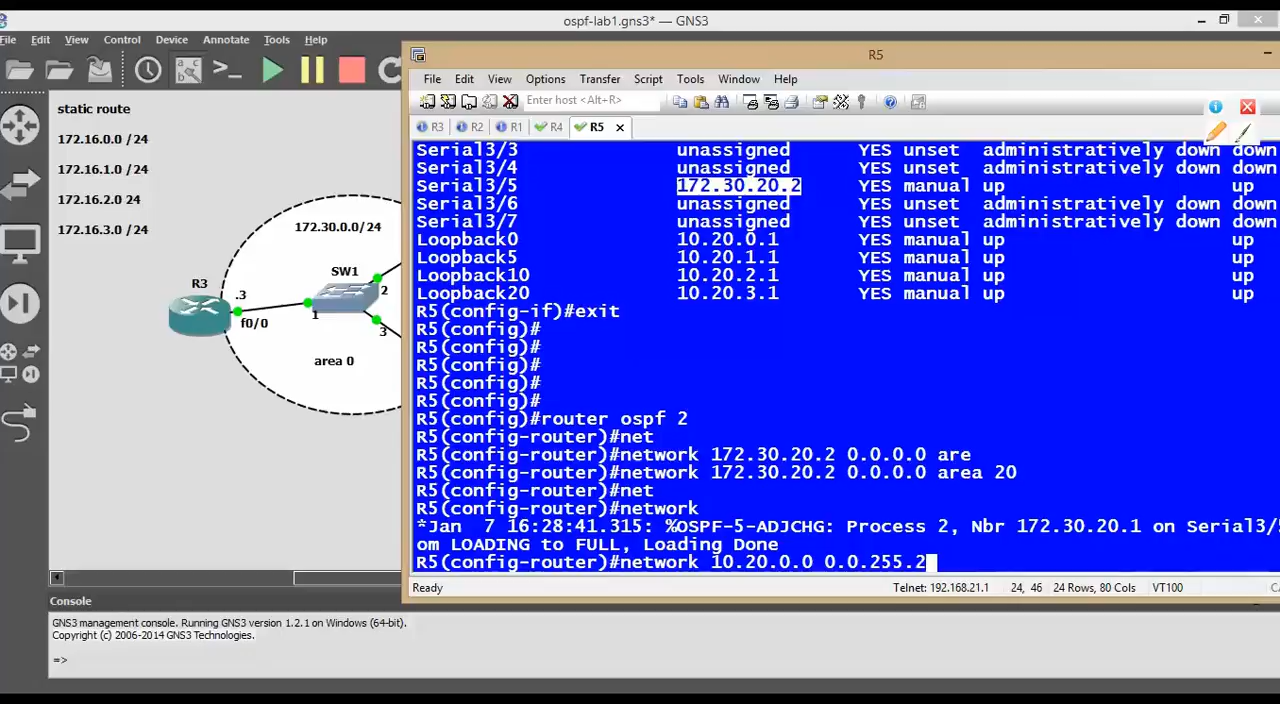 ospf-lab1.gns3* — GNS3
File Edit View Control Device Annotate Tools Help
R5
File Edit View Options Transfer Script Tools Window Help
Enter host <Alt+R>
R3 R2 R1 R4 R5
static route
172.16.0.0 /24
172.16.1.0 /24
172.16.2.0 24
172.16.3.0 /24
172.30.0.0/24
SW1
R3
.3
f0/0
1
2
3
area 0
Serial3/3 unassigned YES unset administratively down down
Serial3/4 unassigned YES unset administratively down down
Serial3/5 172.30.20.2 YES manual up up
Serial3/6 unassigned YES unset administratively down down
Serial3/7 unassigned YES unset administratively down down
Loopback0 10.20.0.1 YES manual up up
Loopback5 10.20.1.1 YES manual up up
Loopback10 10.20.2.1 YES manual up up
Loopback20 10.20.3.1 YES manual up up
R5(config-if)#exit
R5(config)#
R5(config)#
R5(config)#
R5(config)#
R5(config)#
R5(config)#router ospf 2
R5(config-router)#net
R5(config-router)#network 172.30.20.2 0.0.0.0 are
R5(config-router)#network 172.30.20.2 0.0.0.0 area 20
R5(config-router)#net
R5(config-router)#network
*Jan 7 16:28:41.315: %OSPF-5-ADJCHG: Process 2, Nbr 172.30.20.1 on Serial3/
om LOADING to FULL, Loading Done
R5(config-router)#network 10.20.0.0 0.0.255.2
Ready
Telnet: 192.168.21.1 24, 46 24 Rows, 80 Cols VT100
Console
GNS3 management console. Running GNS3 version 1.2.1 on Windows (64-bit).
Copyright (c) 2006-2014 GNS3 Technologies.
=>